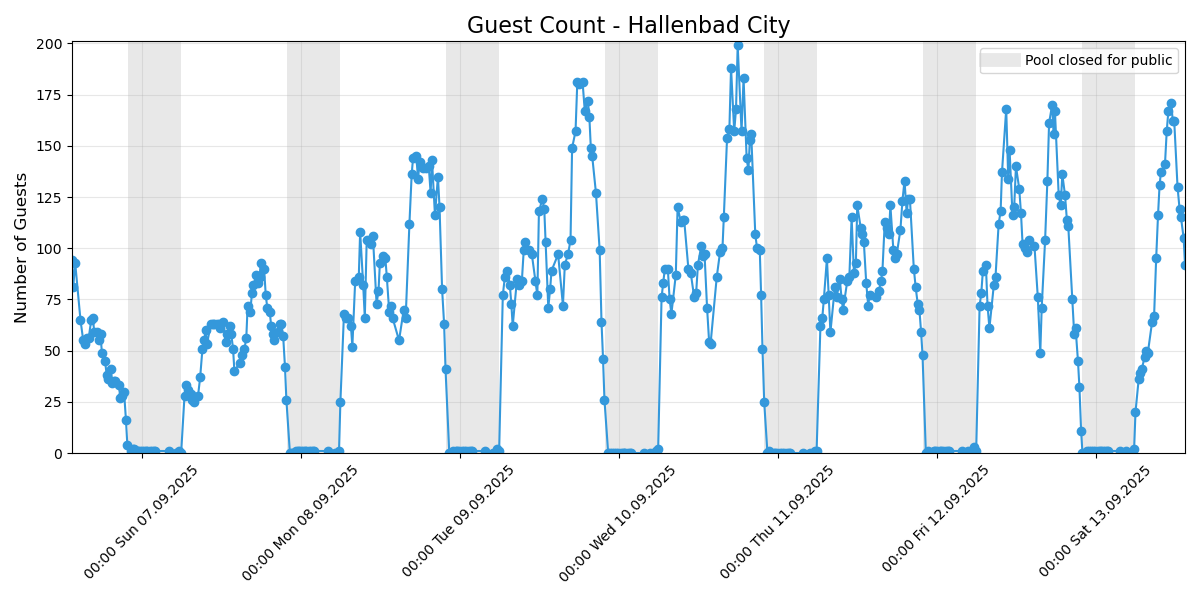 Guest Count - Hallenbad City
Pool closed for public
Number of Guests
200
175
150
125
100
75
50
25
0
00:00 Sun 07.09.2025
00:00 Mon 08.09.2025
00:00 Tue 09.09.2025
00:00 Wed 10.09.2025
00:00 Thu 11.09.2025
00:00 Fri 12.09.2025
00:00 Sat 13.09.2025